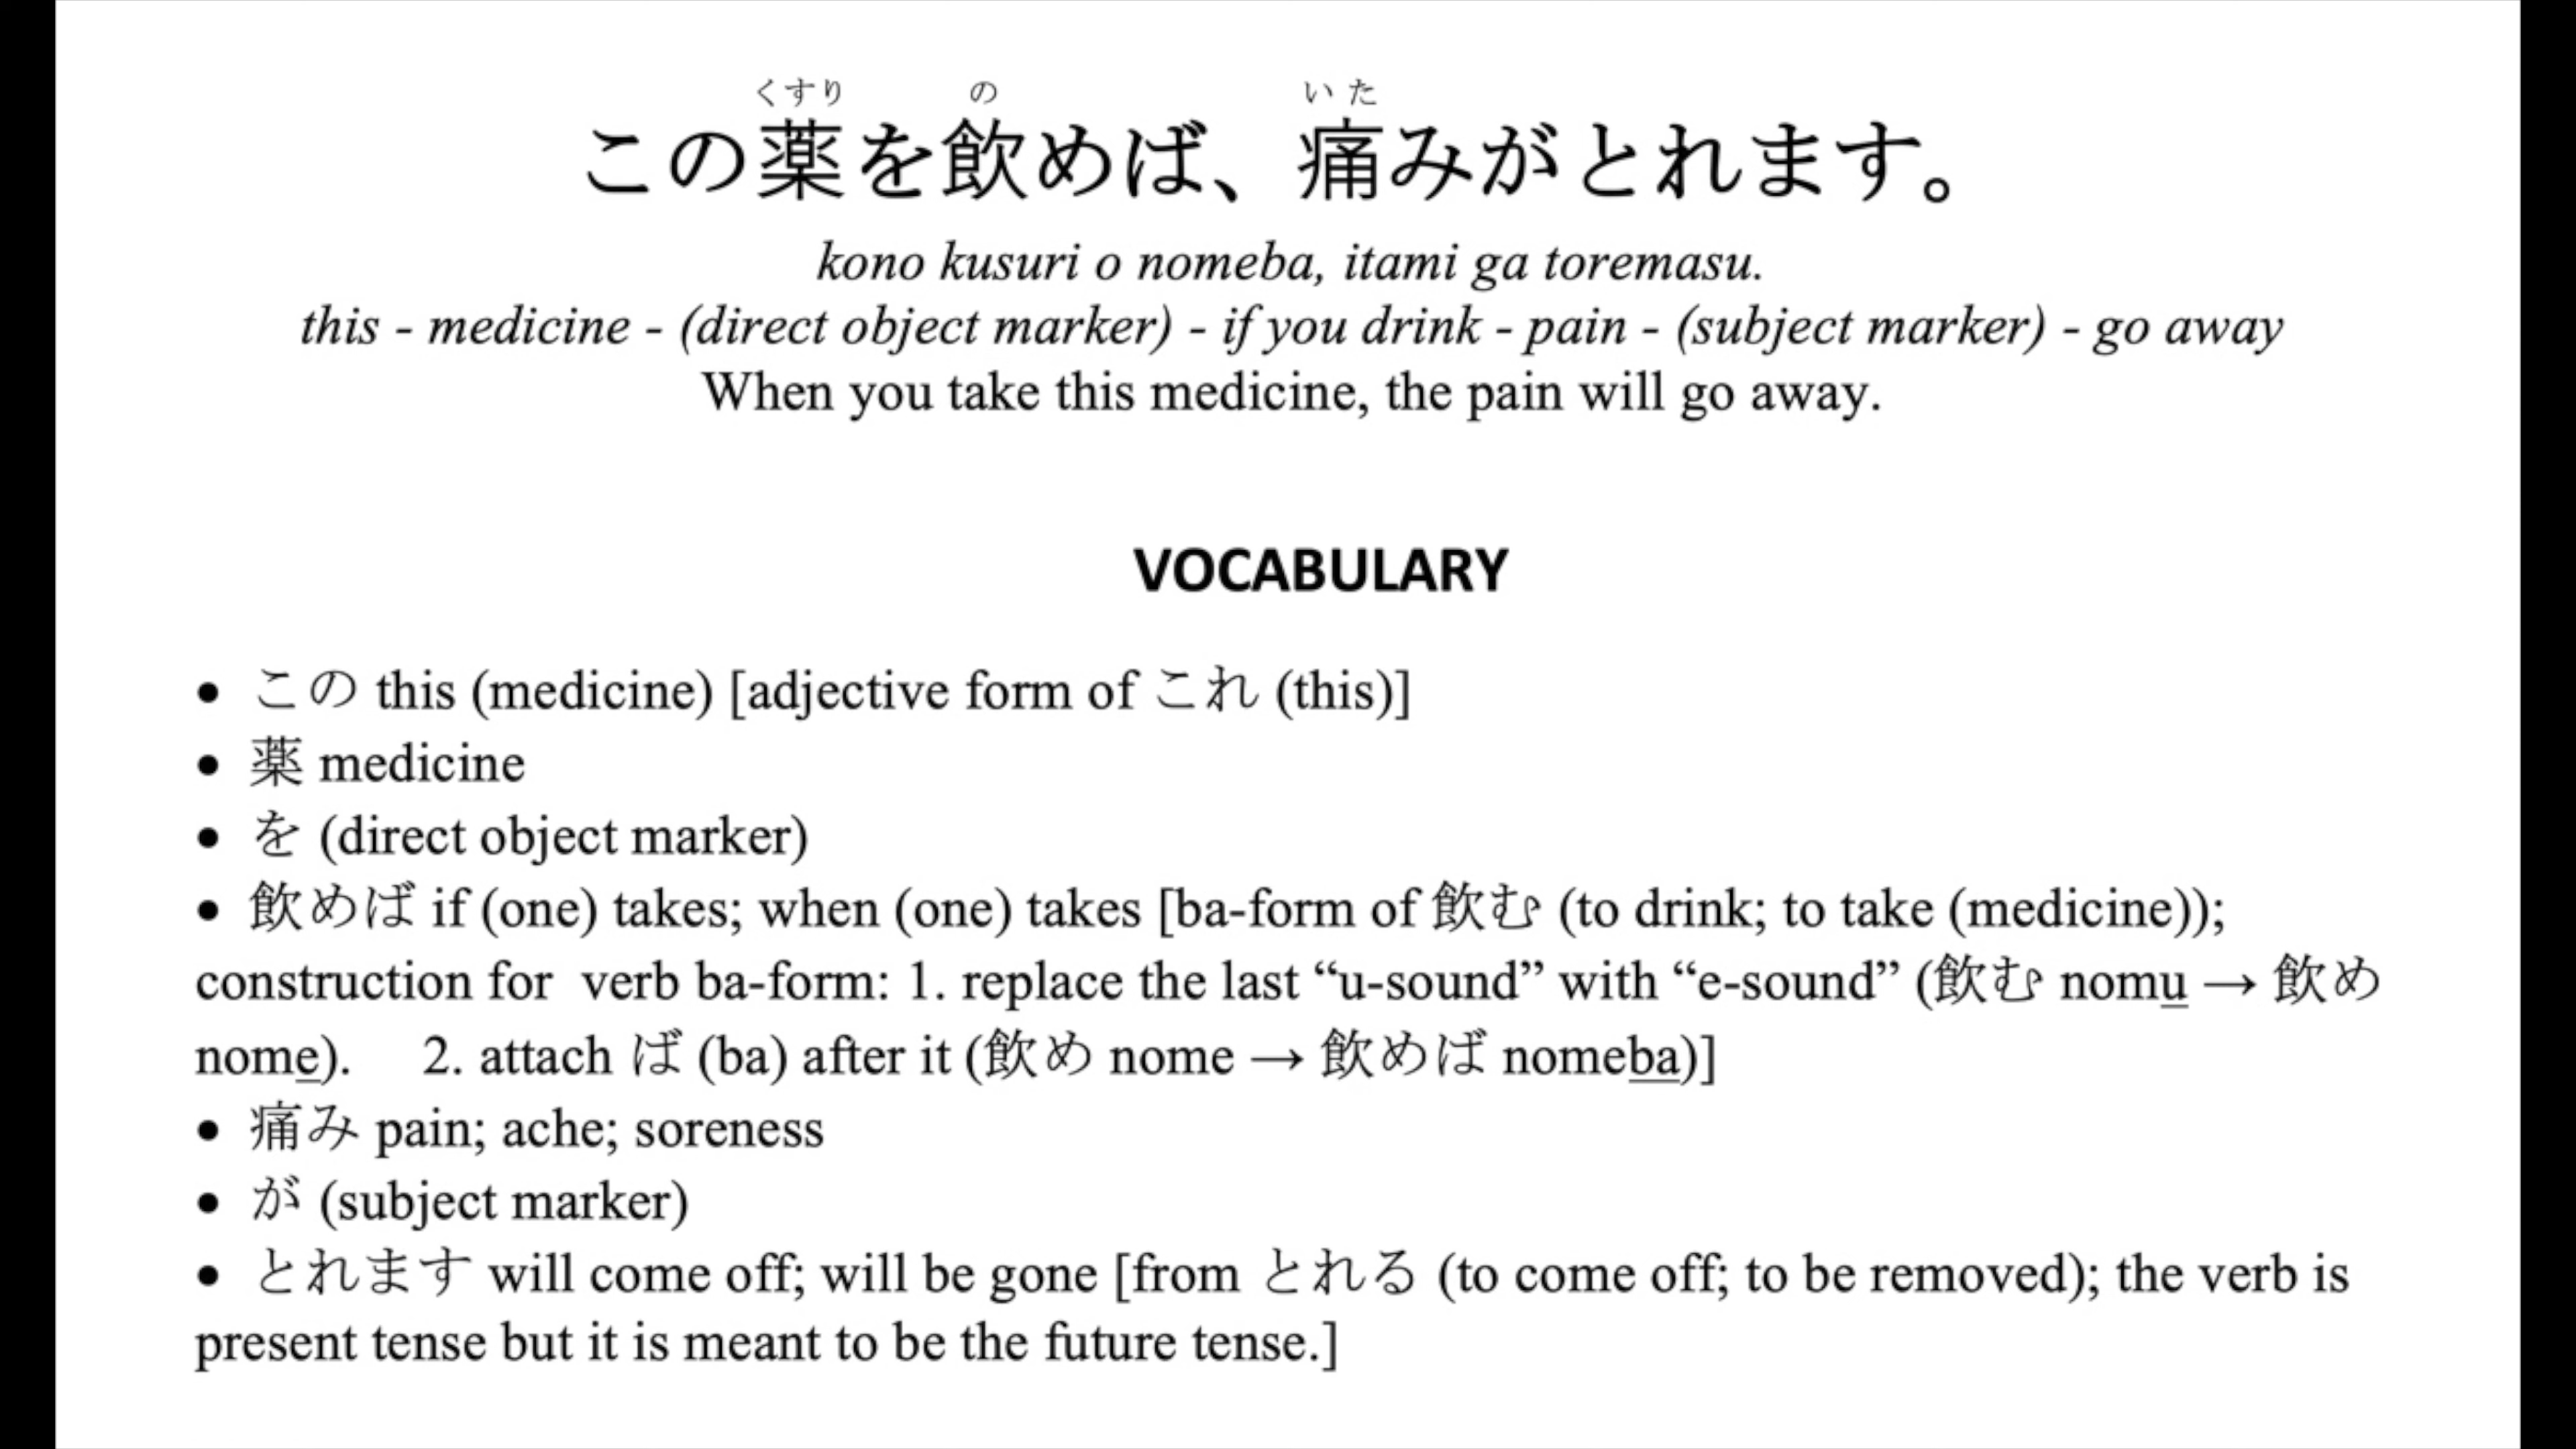 くすり の いた
この薬を飲めば、痛みがとれます。
kono kusuri o nomeba, itami ga toremasu.
this - medicine - (direct object marker) - if you drink - pain - (subject marker) - go away
When you take this medicine, the pain will go away.
VOCABULARY
• この this (medicine) [adjective form of これ (this)]
• 薬 medicine
• を (direct object marker)
• 飲めば if (one) takes; when (one) takes [ba-form of 飲む (to drink; to take (medicine));
construction for verb ba-form: 1. replace the last “u-sound” with “e-sound” (飲む nomu → 飲め
nome). 2. attach ば (ba) after it (飲め nome → 飲めば nomeba)]
• 痛み pain; ache; soreness
• が (subject marker)
• とれます will come off; will be gone [from とれる (to come off; to be removed); the verb is
present tense but it is meant to be the future tense.]